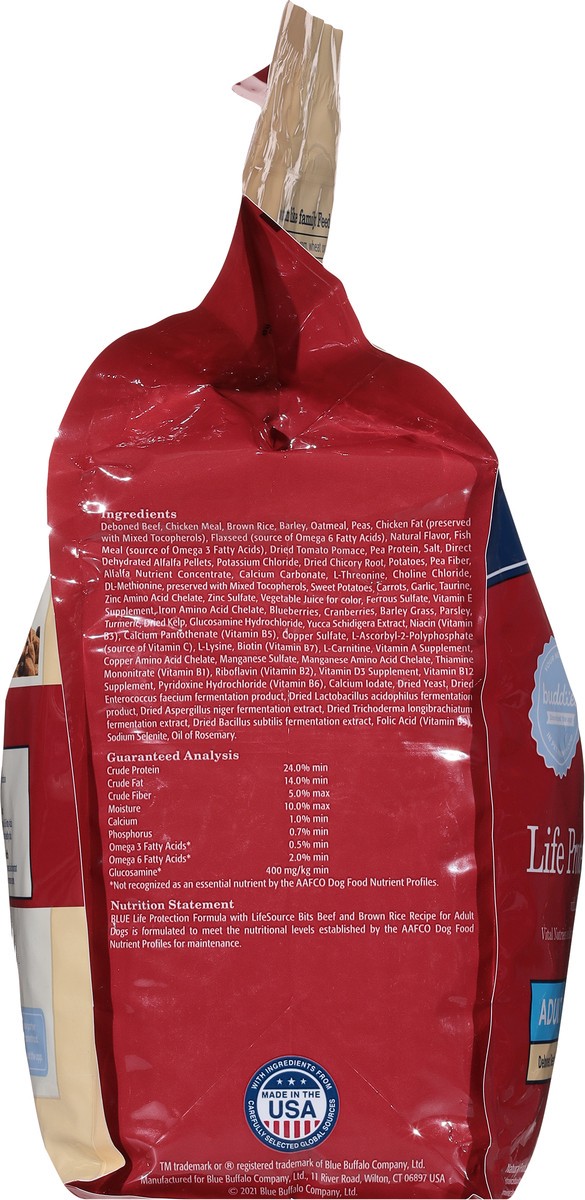 unlike family. Feed
Ingredients
Deboned Beef, Chicken Meal, Brown Rice, Barley, Oatmeal, Peas, Chicken Fat (preserved
with Mixed Tocopherols), Flaxseed (source of Omega 6 Fatty Acids), Natural Flavor, Fish
Meal (source of Omega 3 Fatty Acids), Dried Tomato Pomace, Pea Protein, Salt, Direct
Dehydrated Alfalfa Pellets, Potassium Chloride, Dried Chicory Root, Potatoes, Pea Fiber,
Alfalfa Nutrient Concentrate, Calcium Carbonate, L-Threonine, Choline Chloride,
DL-Methionine, preserved with Mixed Tocopherols, Sweet Potatoes, Carrots, Garlic, Taurine,
Zinc Amino Acid Chelate, Zinc Sulfate, Vegetable Juice for color, Ferrous Sulfate, Vitamin E
Supplement, Iron Amino Acid Chelate, Blueberries, Cranberries, Barley Grass, Parsley,
Turmeric, Dried Kelp, Glucosamine Hydrochloride, Yucca Schidigera Extract, Niacin (Vitamin
B3), Calcium Pantothenate (Vitamin B5), Copper Sulfate, L-Ascorbyl-2-Polyphosphate
(source of Vitamin C), L-Lysine, Biotin (Vitamin B7), L-Carnitine, Vitamin A Supplement,
Copper Amino Acid Chelate, Manganese Sulfate, Manganese Amino Acid Chelate, Thiamine
Mononitrate (Vitamin B1), Riboflavin (Vitamin B2), Vitamin D3 Supplement, Vitamin B12
Supplement, Pyridoxine Hydrochloride (Vitamin B6), Calcium Iodate, Dried Yeast, Dried
Enterococcus faecium fermentation product, Dried Lactobacillus acidophilus fermentation
product, Dried Aspergillus niger fermentation extract, Dried Trichoderma longibrachiatum
fermentation extract, Dried Bacillus subtilis fermentation extract, Folic Acid (Vitamin B9),
Sodium Selenite, Oil of Rosemary.
Guaranteed Analysis
Crude Protein 24.0% min
Crude Fat 14.0% min
Crude Fiber 5.0% max
Moisture 10.0% max
Calcium 1.0% min
Phosphorus 0.7% min
Omega 3 Fatty Acids* 0.5% min
Omega 6 Fatty Acids* 2.0% min
Glucosamine* 400 mg/kg min
*Not recognized as an essential nutrient by the AAFCO Dog Food Nutrient Profiles.
Nutrition Statement
BLUE Life Protection Formula with LifeSource Bits Beef and Brown Rice Recipe for Adult
Dogs is formulated to meet the nutritional levels established by the AAFCO Dog Food
Nutrient Profiles for maintenance.
WITH INGREDIENTS FROM
MADE IN THE
USA
CAREFULLY SELECTED GLOBAL SOURCES
TM trademark or ® registered trademark of Blue Buffalo Company, Ltd.
Manufactured for Blue Buffalo Company, Ltd., 11 River Road, Wilton, CT 06897 USA
© 2021 Blue Buffalo Company, Ltd.
Life Pr
ADU